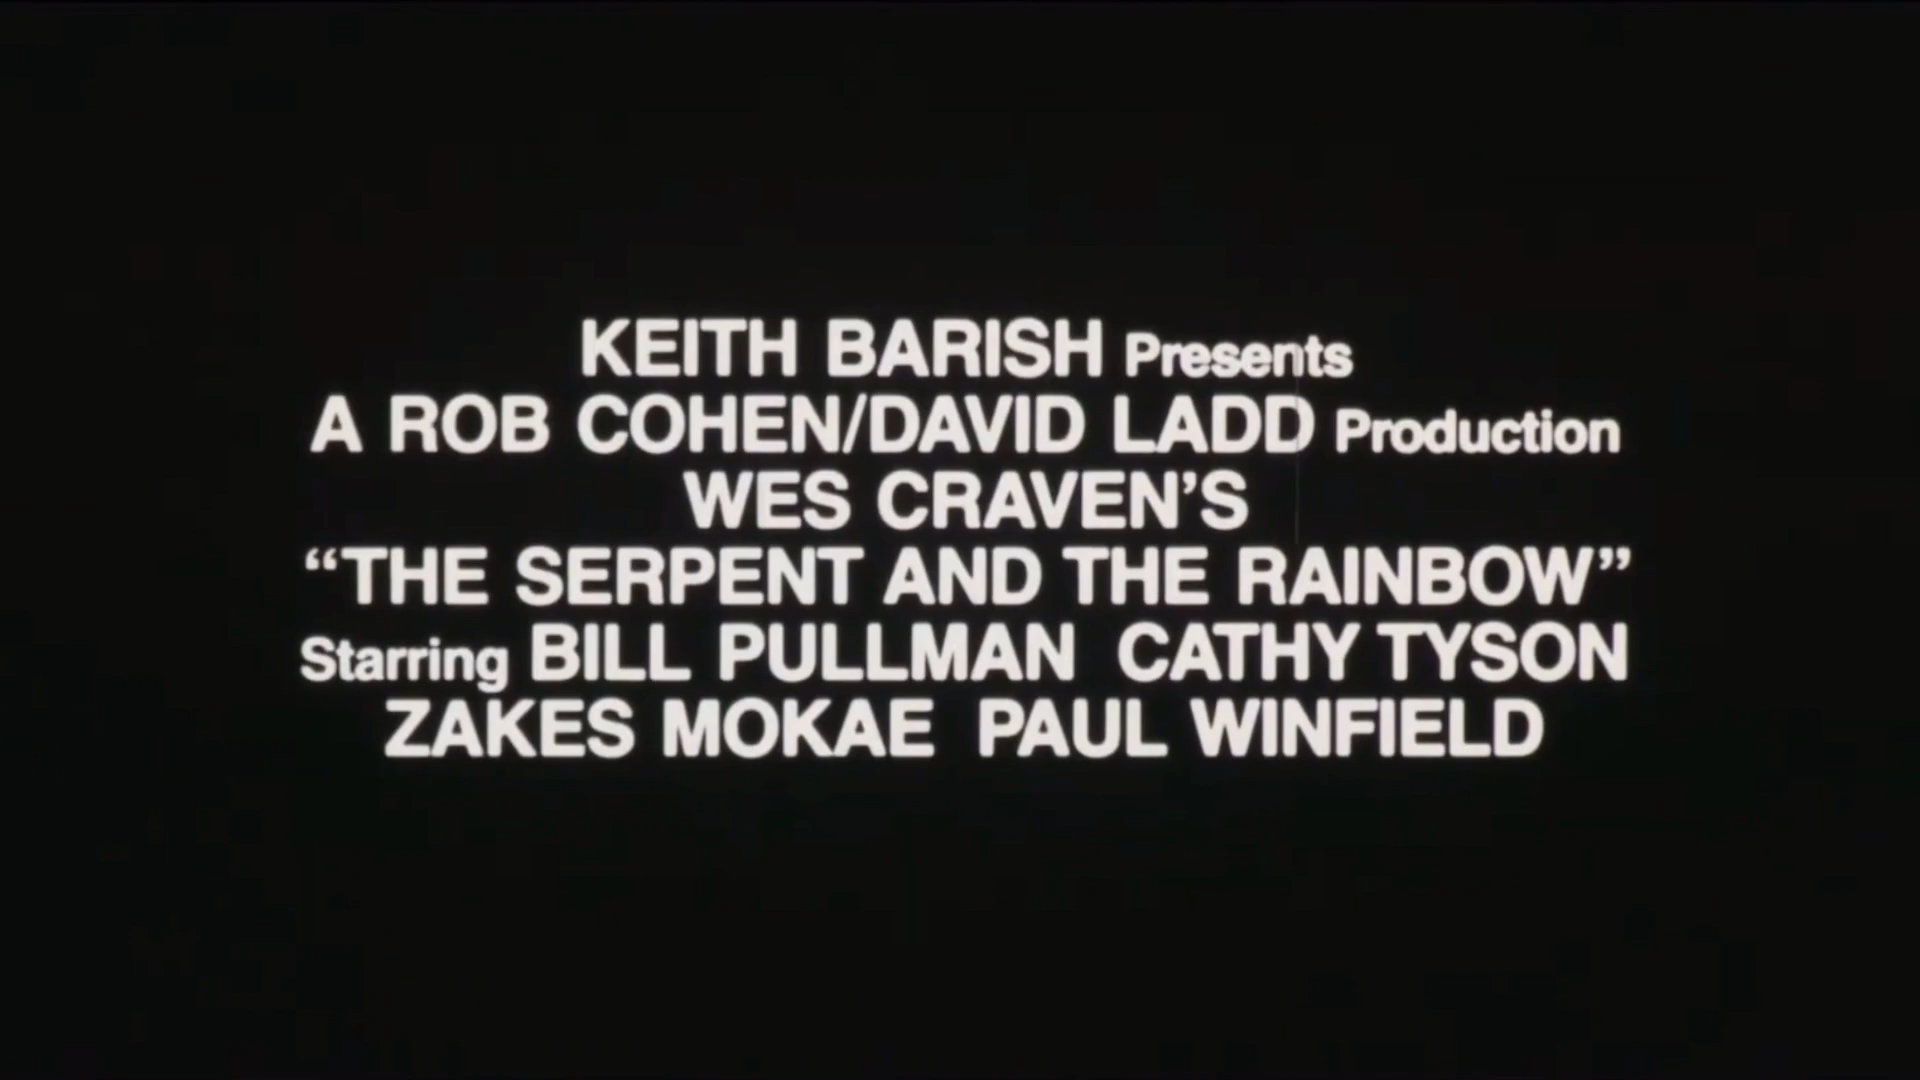 KEITH BARISH Presents
A ROB COHEN/DAVID LADD Production
WES CRAVEN’S
“THE SERPENT AND THE RAINBOW”
Starring BILL PULLMAN CATHY TYSON
ZAKES MOKAE PAUL WINFIELD